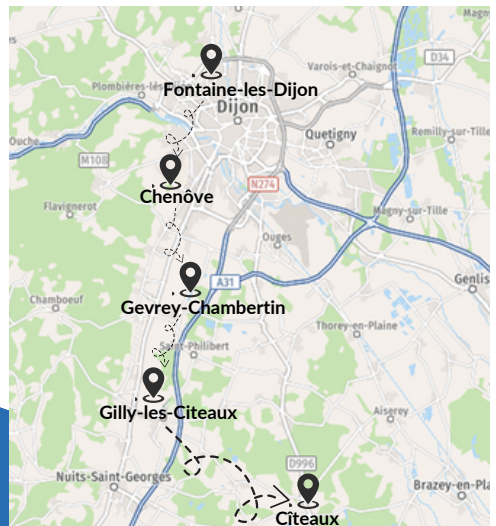 Magny
D34
Varois-et-Chaignot
Plombières-lès
Fontaine-les-Dijon
Dijon
Quetigny
Remilly-sur-Tille
Ouche
M108
Chenôve
N274
Flavignerot
Magny-sur-Tille
Ouges
A31
Genlis
Chamboeuf
Gevrey-Chambertin
Thorey-en-Plaine
Saint-Philibert
Gilly-les-Citeaux
Aiserey
D996
Nuits-Saint-Georges
Brazey-en-Plaine
Cîteaux